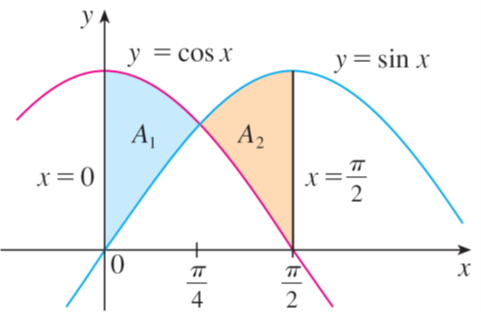 y
y = cos x
y = sin x
A₁
A₂
x = 0
x = π/2
0
π/4
π/2
x